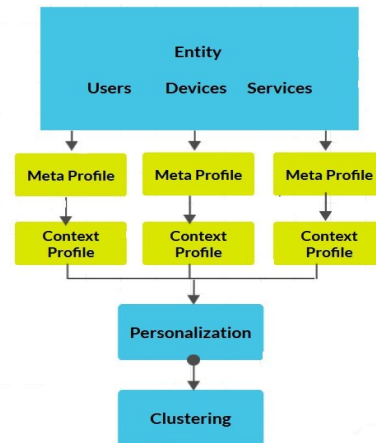 Entity
Users Devices Services
Meta Profile Meta Profile Meta Profile
Context Context Context
Profile Profile Profile
Personalization
Clustering